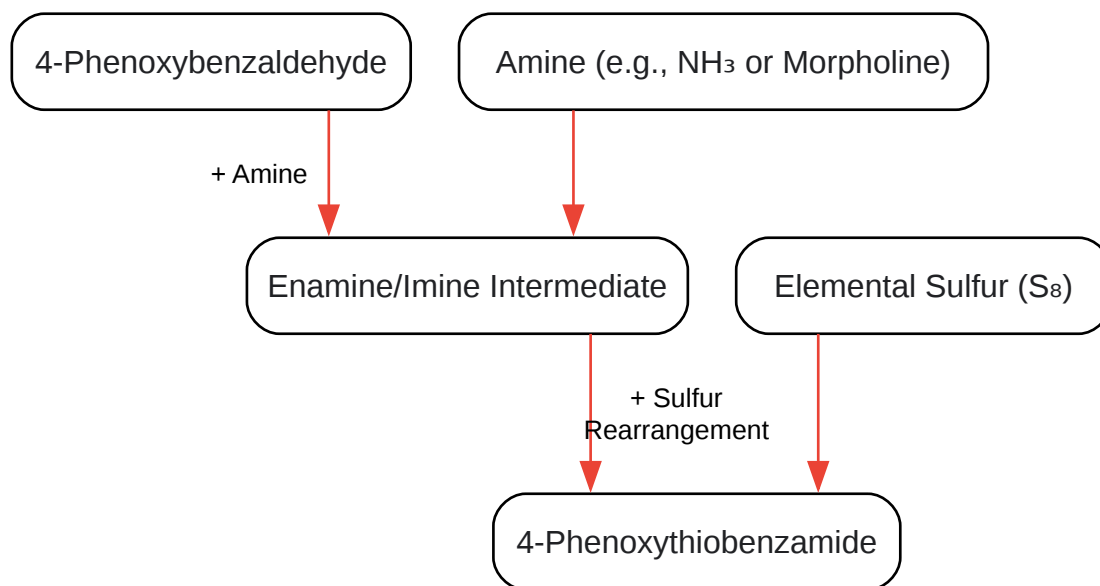 4-Phenoxybenzaldehyde
Amine (e.g., NH₃ or Morpholine)
+ Amine
Enamine/Imine Intermediate
Elemental Sulfur (S₈)
+ Sulfur
Rearrangement
4-Phenoxythiobenzamide